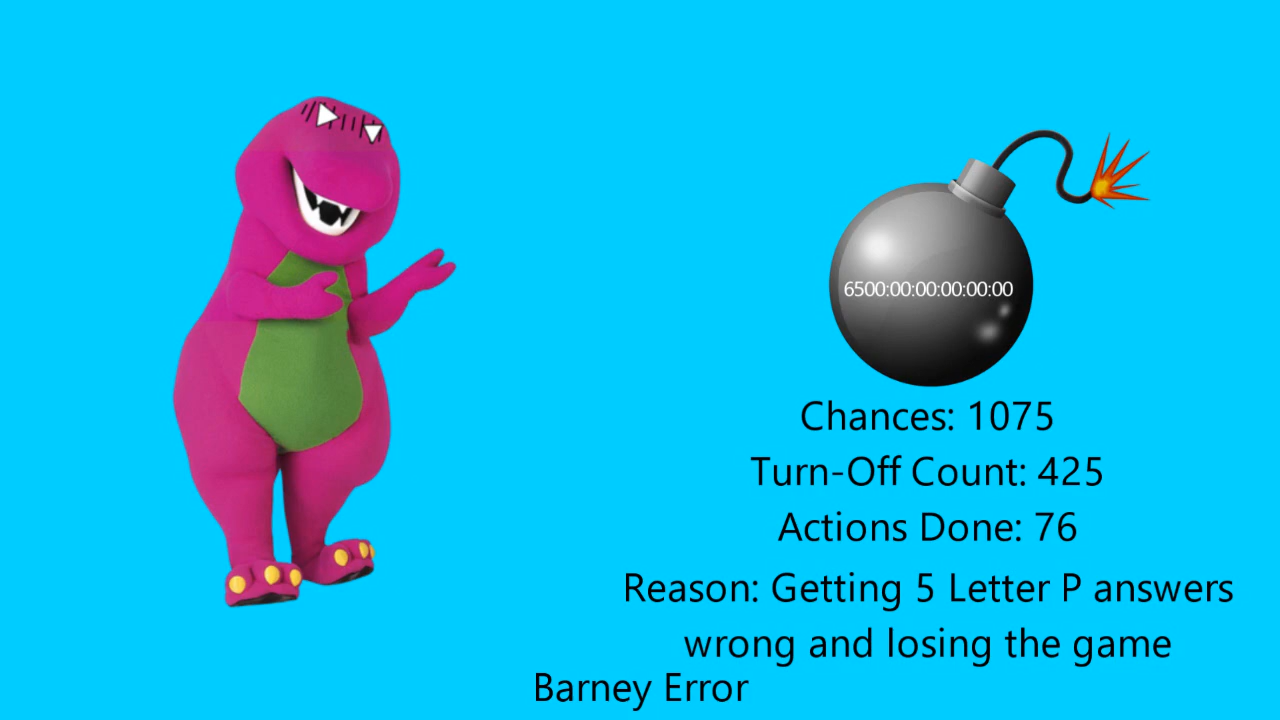 6500:00:00:00:00:00
Chances: 1075
Turn-Off Count: 425
Actions Done: 76
Reason: Getting 5 Letter P answers
wrong and losing the game
Barney Error